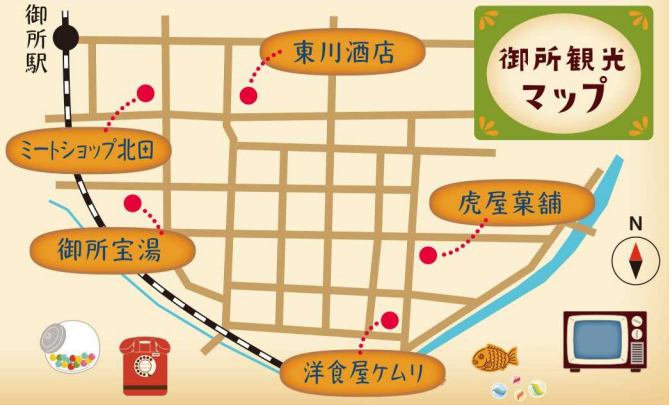 御所駅
東川酒店
御所観光
マップ
ミートショップ北田
虎屋菓舗
御所宝湯
N
洋食屋ケムリ